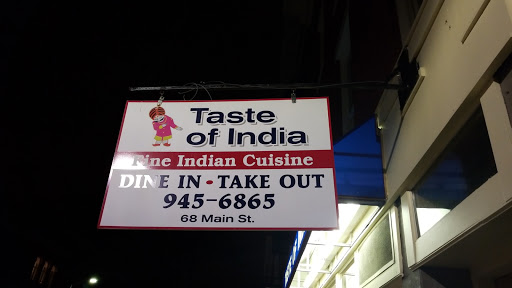 Taste
of India
Fine Indian Cuisine
DINE IN • TAKE OUT
945-6865
68 Main St.